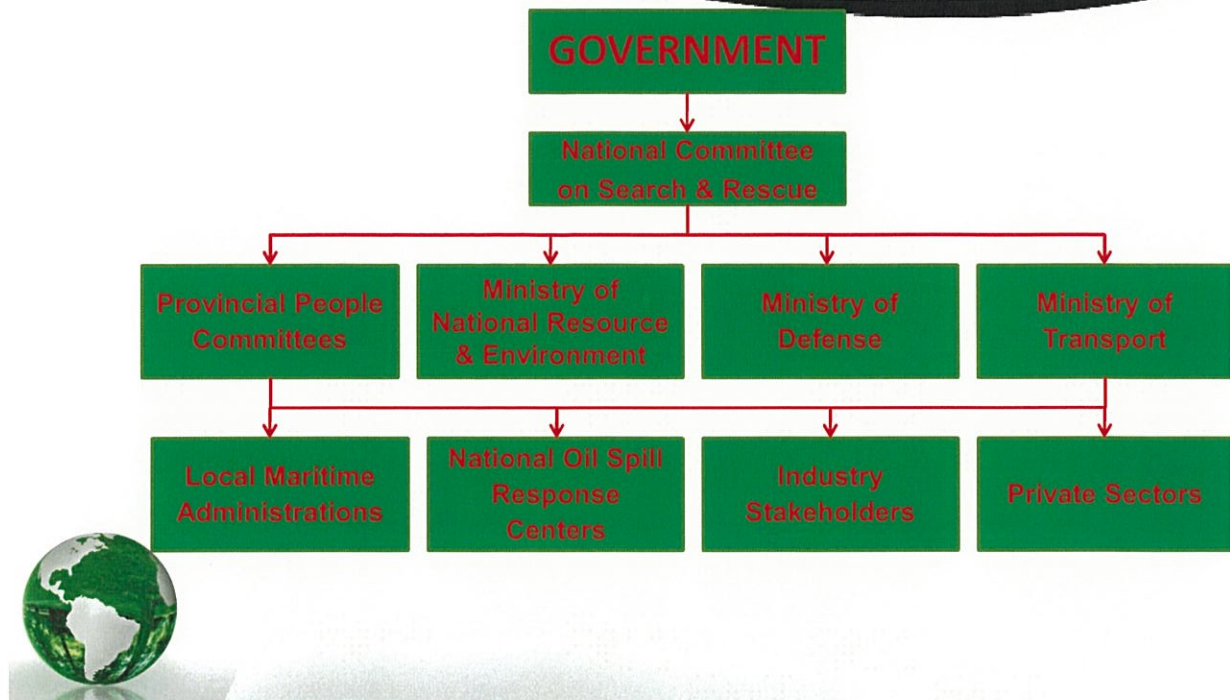 GOVERNMENT
National Committee
on Search & Rescue
Provincial People
Committees
Ministry of
National Resource
& Environment
Ministry of
Defense
Ministry of
Transport
Local Maritime
Administrations
National Oil Spill
Response
Centers
Industry
Stakeholders
Private Sectors